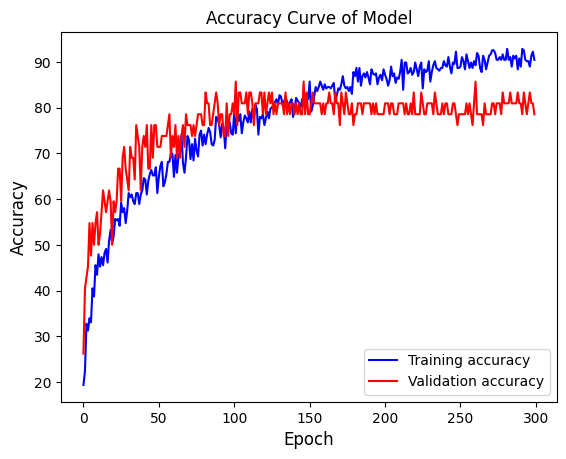 Accuracy Curve of Model
90
80
70
60
50
40
30
20
Accuracy
0 50 100 150 200 250 300
Epoch
Training accuracy
Validation accuracy